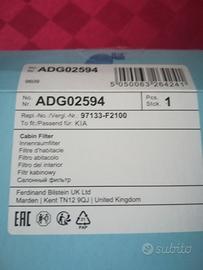 ADG02594
5 050063 264241
No.:
ADG02594
Pcs.
Stck.
1
Repl.-No. /Vergl.-Nr.: 97133-F2100
To fit:/Passend für: KIA
Cabin Filter
Innenraumfilter
Filtre d'habitacle
Filtro abitacolo
Filtro del interior
Filtr kabinowy
Салонный фильтр
Ferdinand Bilstein UK Ltd
Marden | Kent TN12 9QJ | United Kingdom
subito